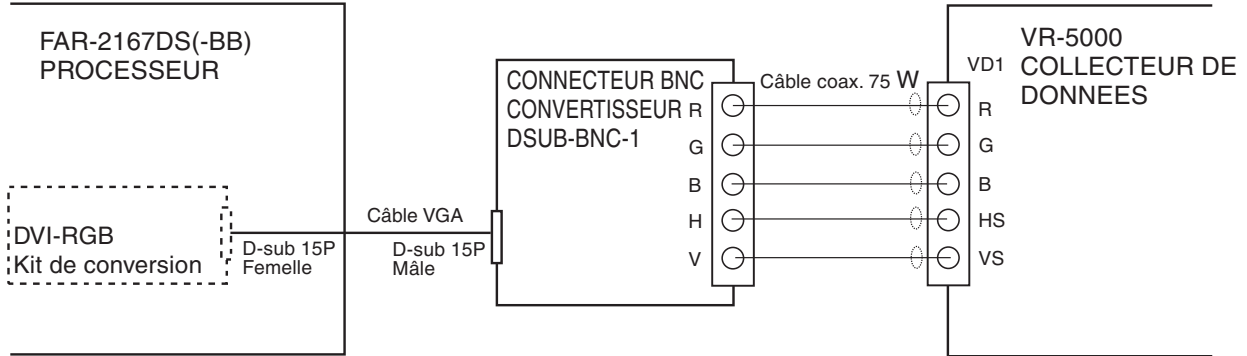 FAR-2167DS(-BB)
PROCESSEUR
DVI-RGB
Kit de conversion
D-sub 15P
Femelle
Câble VGA
D-sub 15P
Mâle
CONNECTEUR BNC
CONVERTISSEUR
DSUB-BNC-1
R
G
B
H
V
Câble coax. 75 W
VD1
R
G
B
HS
VS
VR-5000
COLLECTEUR DE
DONNEES